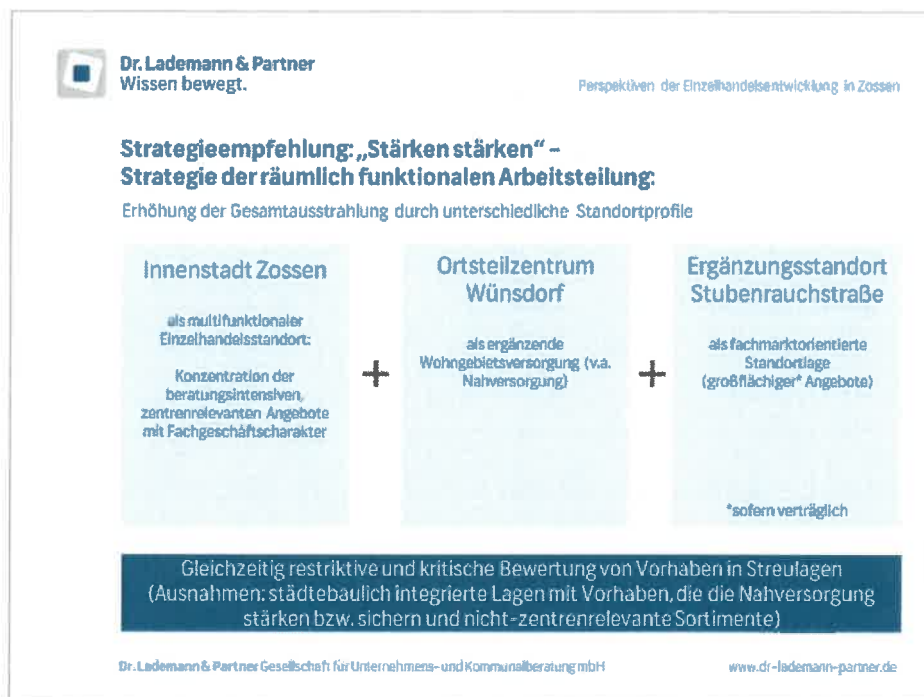 Dr. Lademann & Partner
Wissen bewegt.
Perspektiven der Einzelhandelsentwicklung in Zossen
Strategieempfehlung: „Stärken stärken“ –
Strategie der räumlich funktionalen Arbeitsteilung:
Erhöhung der Gesamtausstrahlung durch unterschiedliche Standortprofile
Innenstadt Zossen
als multifunktionaler
Einzelhandelsstandort:
Konzentration der
beratungsintensiven,
zentrenrelevanten Angebote
mit Fachgeschäftscharakter
+
Ortsteilzentrum
Wünsdorf
als ergänzende
Wohngebietsversorgung (v.a.
Nahversorgung)
+
Ergänzungsstandort
Stubenrauchstraße
als fachmarktorientierte
Standortlage
(großflächiger* Angebote)
*sofern verträglich
Gleichzeitig restriktive und kritische Bewertung von Vorhaben in Streulagen
(Ausnahmen: städtebaulich integrierte Lagen mit Vorhaben, die die Nahversorgung
stärken bzw. sichern und nicht-zentrenrelevante Sortimente)
Dr. Lademann & Partner Gesellschaft für Unternehmens- und Kommunalberatung mbH
www.dr-lademann-partner.de